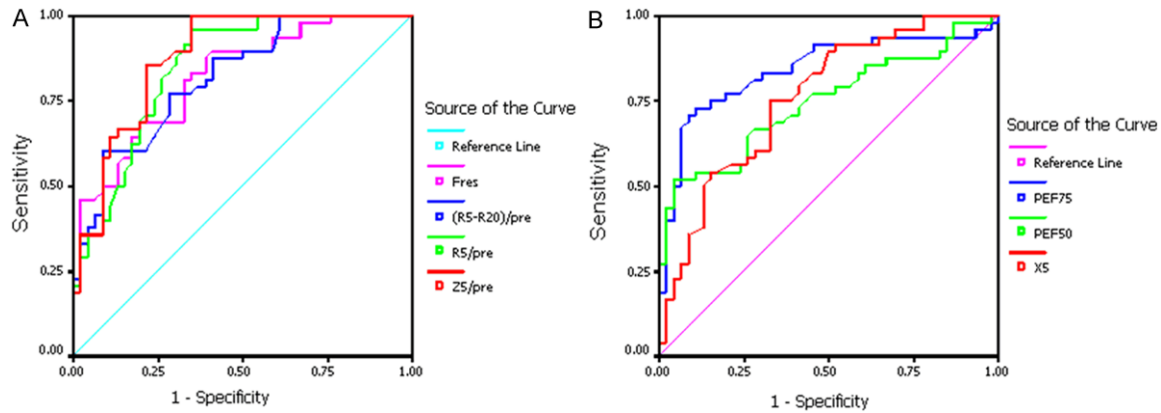 A
1.00
0.75
0.50
0.25
0.00
Sensitivity
0.00 0.25 0.50 0.75 1.00
1 - Specificity
Source of the Curve
Reference Line
Fres
(R5-R20)/pre
R5/pre
Z5/pre
B
1.00
0.75
0.50
0.25
0.00
Sensitivity
0.00 0.25 0.50 0.75 1.00
1 - Specificity
Source of the Curve
Reference Line
PEF75
PEF50
X5